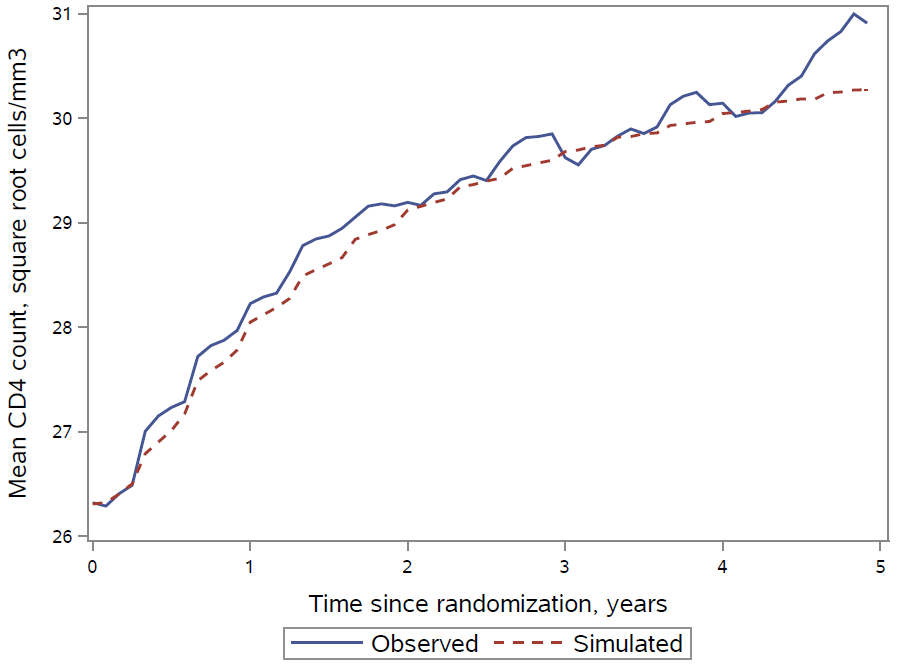 Mean CD4 count, square root cells/mm3
31
30
29
28
27
26
0 1 2 3 4 5
Time since randomization, years
Observed Simulated